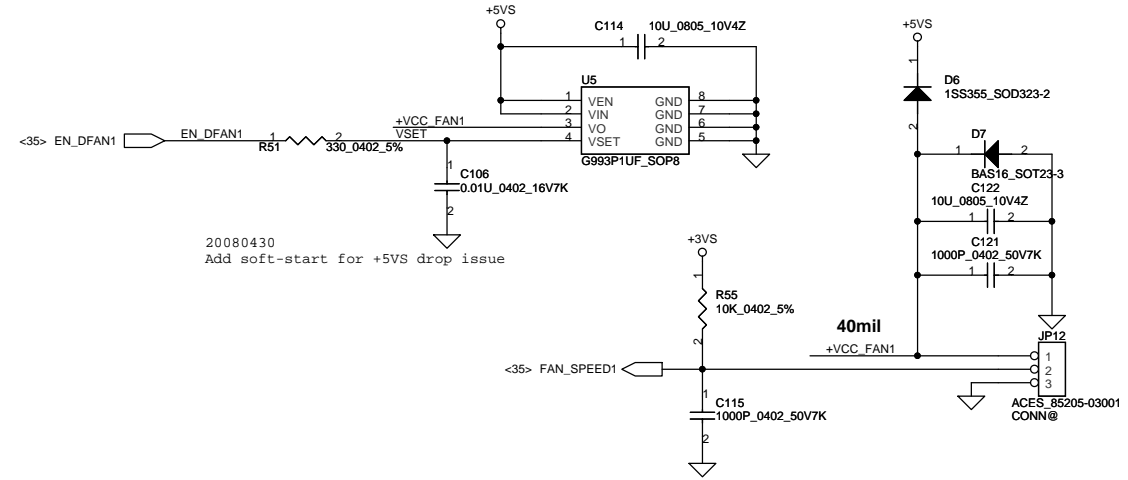 +5VS
C114
10U_0805_10V4Z
1 2
U5
1 VEN GND 8
2 VIN GND 7
+VCC_FAN1 3 VO GND 6
VSET 4 VSET GND 5
G993P1UF_SOP8
<35> EN_DFAN1
EN_DFAN1
1 2
R51 330_0402_5%
1
C106
0.01U_0402_16V7K
2
20080430
Add soft-start for +5VS drop issue
+5VS
1
D6
1SS355_SOD323-2
2
D7
1 2
BAS16_SOT23-3
C122
10U_0805_10V4Z
1 2
C121
1000P_0402_50V7K
1 2
+3VS
1
R55
10K_0402_5%
2
40mil
+VCC_FAN1
JP12
1
2
3
ACES_85205-03001
CONN@
<35> FAN_SPEED1
1
C115
1000P_0402_50V7K
2